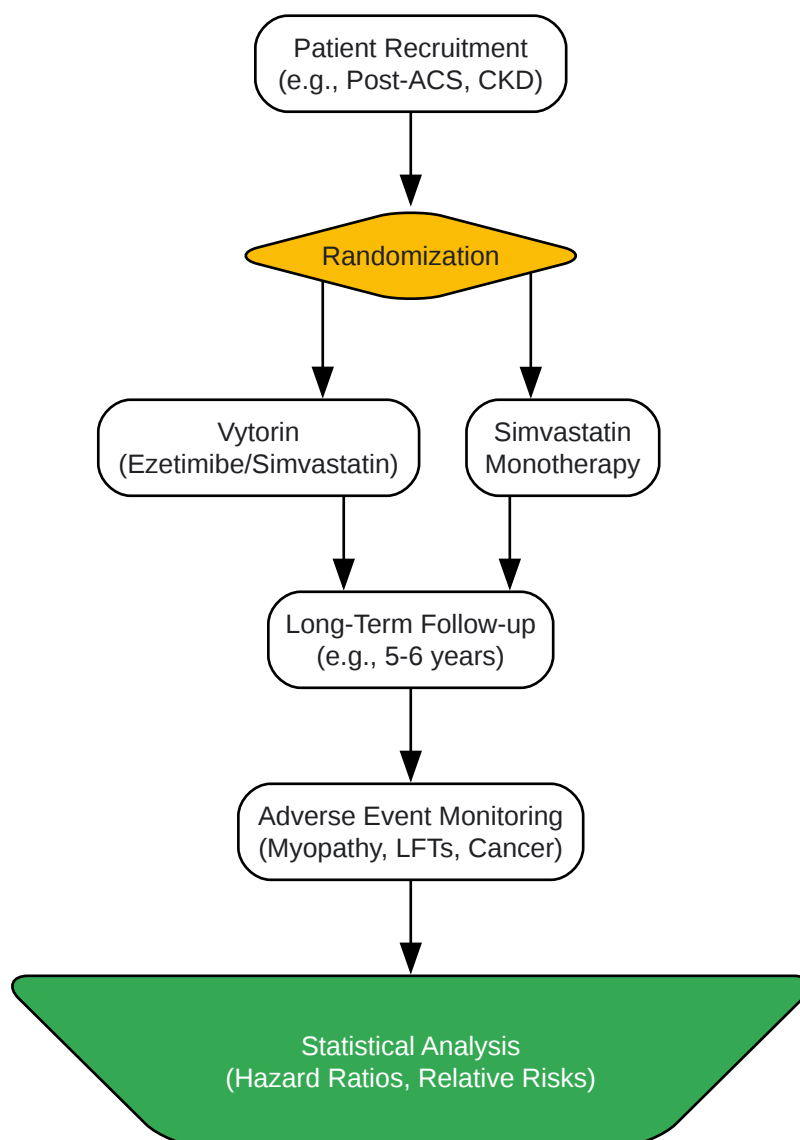 Patient Recruitment
(e.g., Post-ACS, CKD)
Randomization
Vytorin
(Ezetimibe/Simvastatin)
Simvastatin
Monotherapy
Long-Term Follow-up
(e.g., 5-6 years)
Adverse Event Monitoring
(Myopathy, LFTs, Cancer)
Statistical Analysis
(Hazard Ratios, Relative Risks)